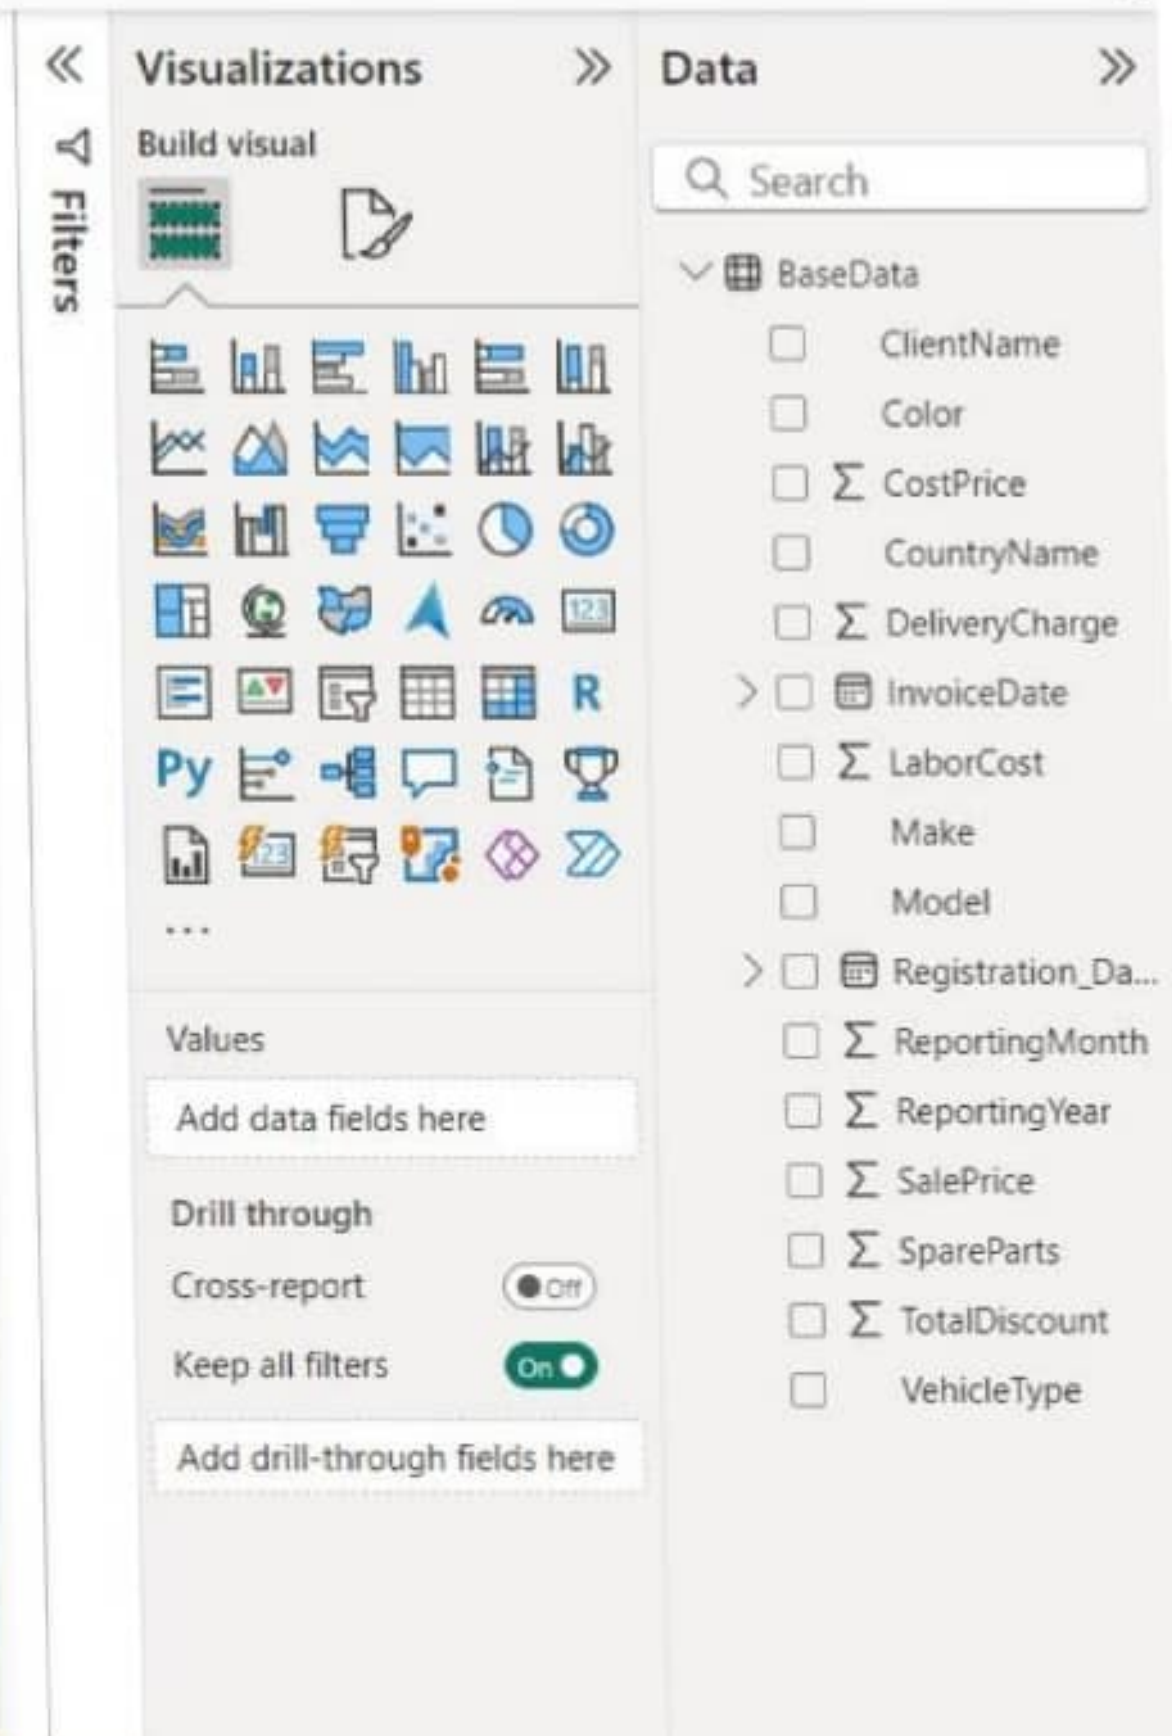 Filters
Visualizations
Build visual
123
R
Py
123
...
Values
Add data fields here
Drill through
Cross-report
Off
Keep all filters
On
Add drill-through fields here
Data
Search
BaseData
ClientName
Color
Σ CostPrice
CountryName
Σ DeliveryCharge
InvoiceDate
Σ LaborCost
Make
Model
Registration_Da...
Σ ReportingMonth
Σ ReportingYear
Σ SalePrice
Σ SpareParts
Σ TotalDiscount
VehicleType